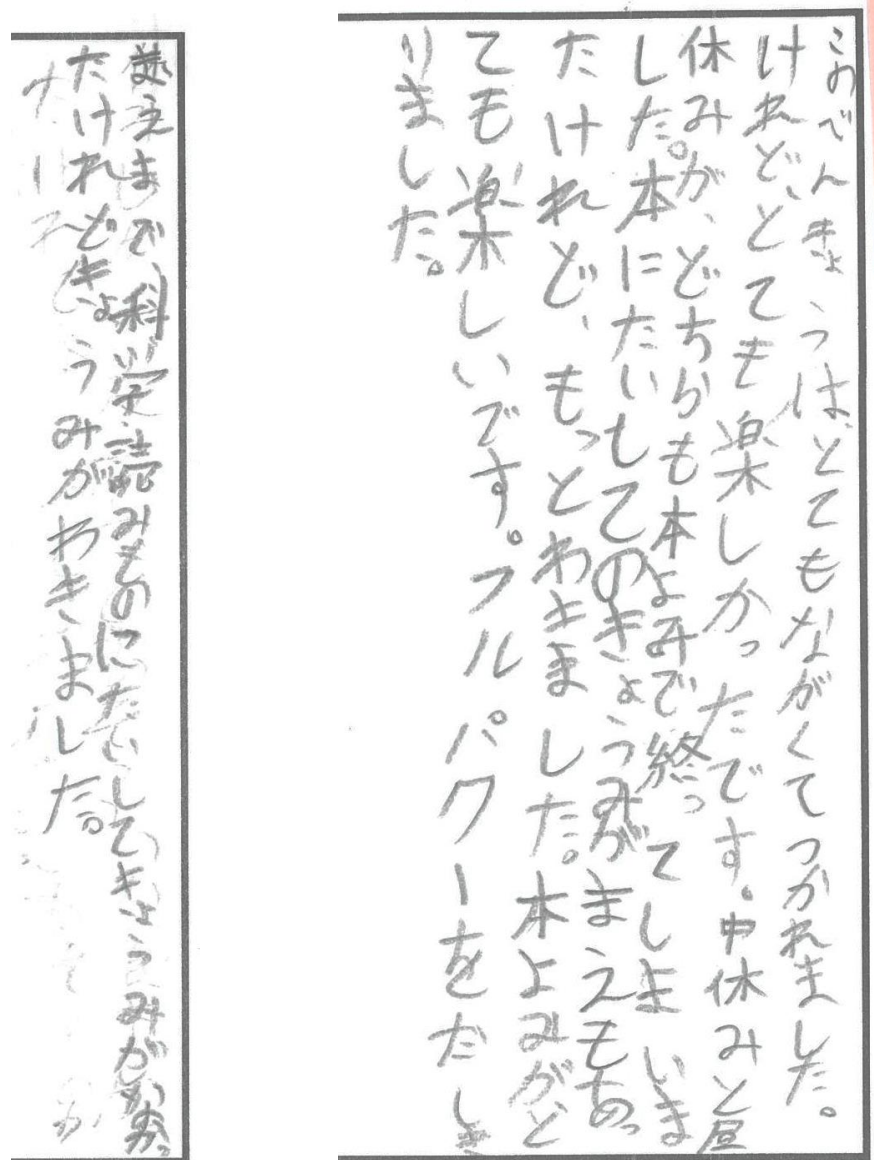 このべんきょうはとてもながくてつかれました。
けれど、とても楽しかったです。中休みと昼
休みが、どちらも本よみで終ってしまいま
した。本にたいしてのきょうみがまえもあっ
たけれど、もっとわきました。本よみがと
ても楽しいです。フルパワーをだしき
りました。
まえまで、科学読みものにたいしてきょうみがなかっ
たけれどきょうみがわきました。